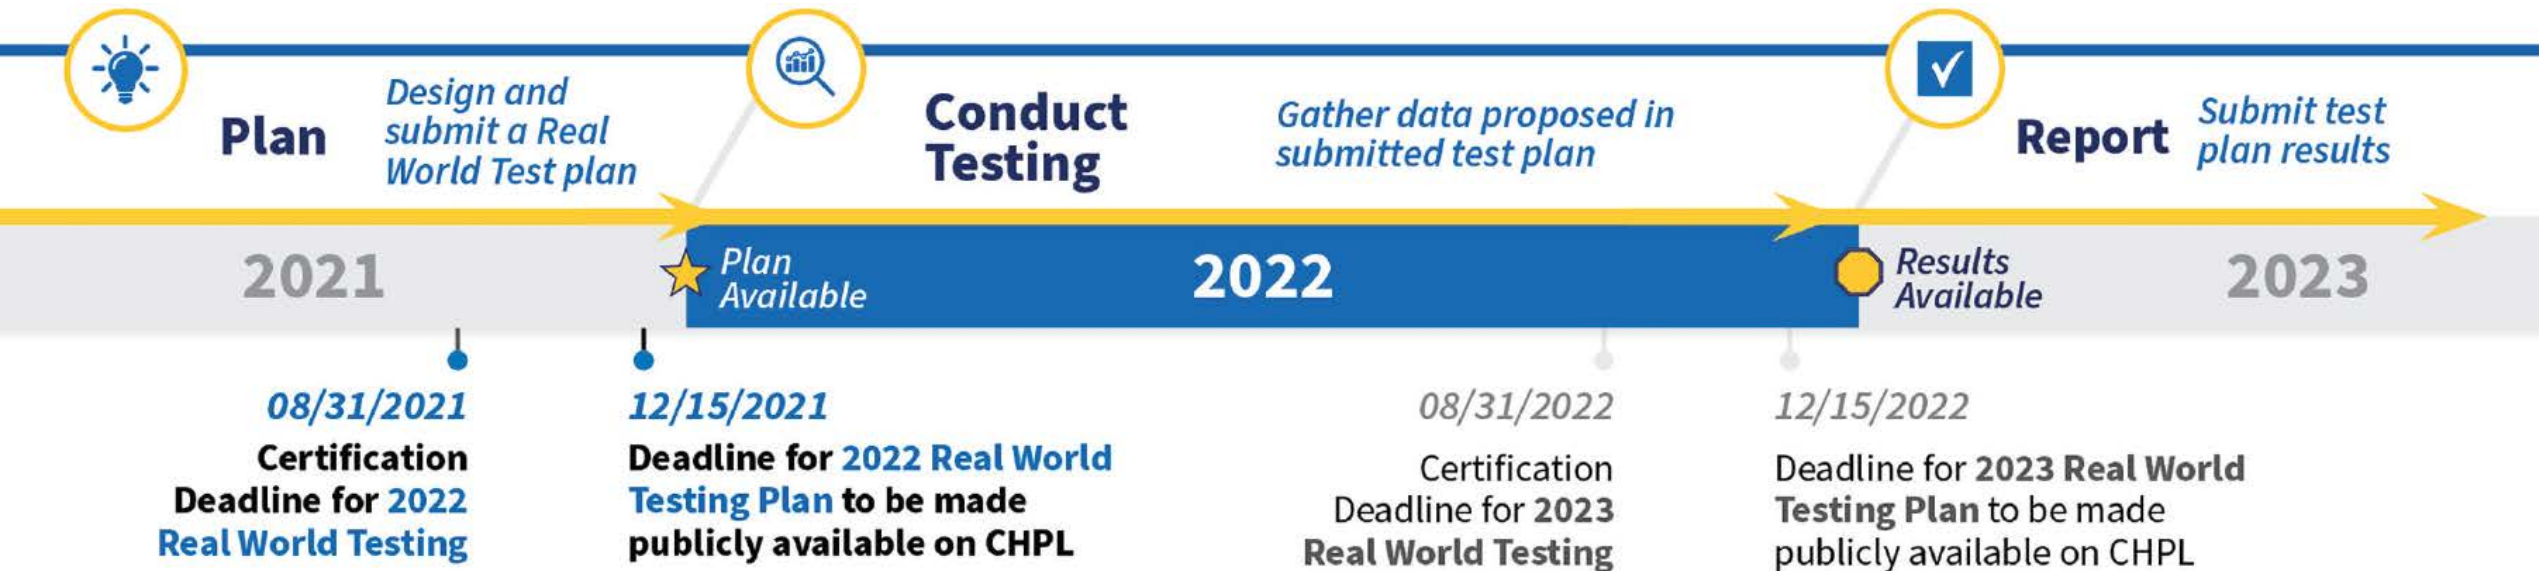 Plan
Design and
submit a Real
World Test plan
Conduct
Testing
Gather data proposed in
submitted test plan
Report
Submit test
plan results
2021
Plan
Available
2022
Results
Available
2023
08/31/2021
Certification
Deadline for 2022
Real World Testing
12/15/2021
Deadline for 2022 Real World
Testing Plan to be made
publicly available on CHPL
08/31/2022
Certification
Deadline for 2023
Real World Testing
12/15/2022
Deadline for 2023 Real World
Testing Plan to be made
publicly available on CHPL